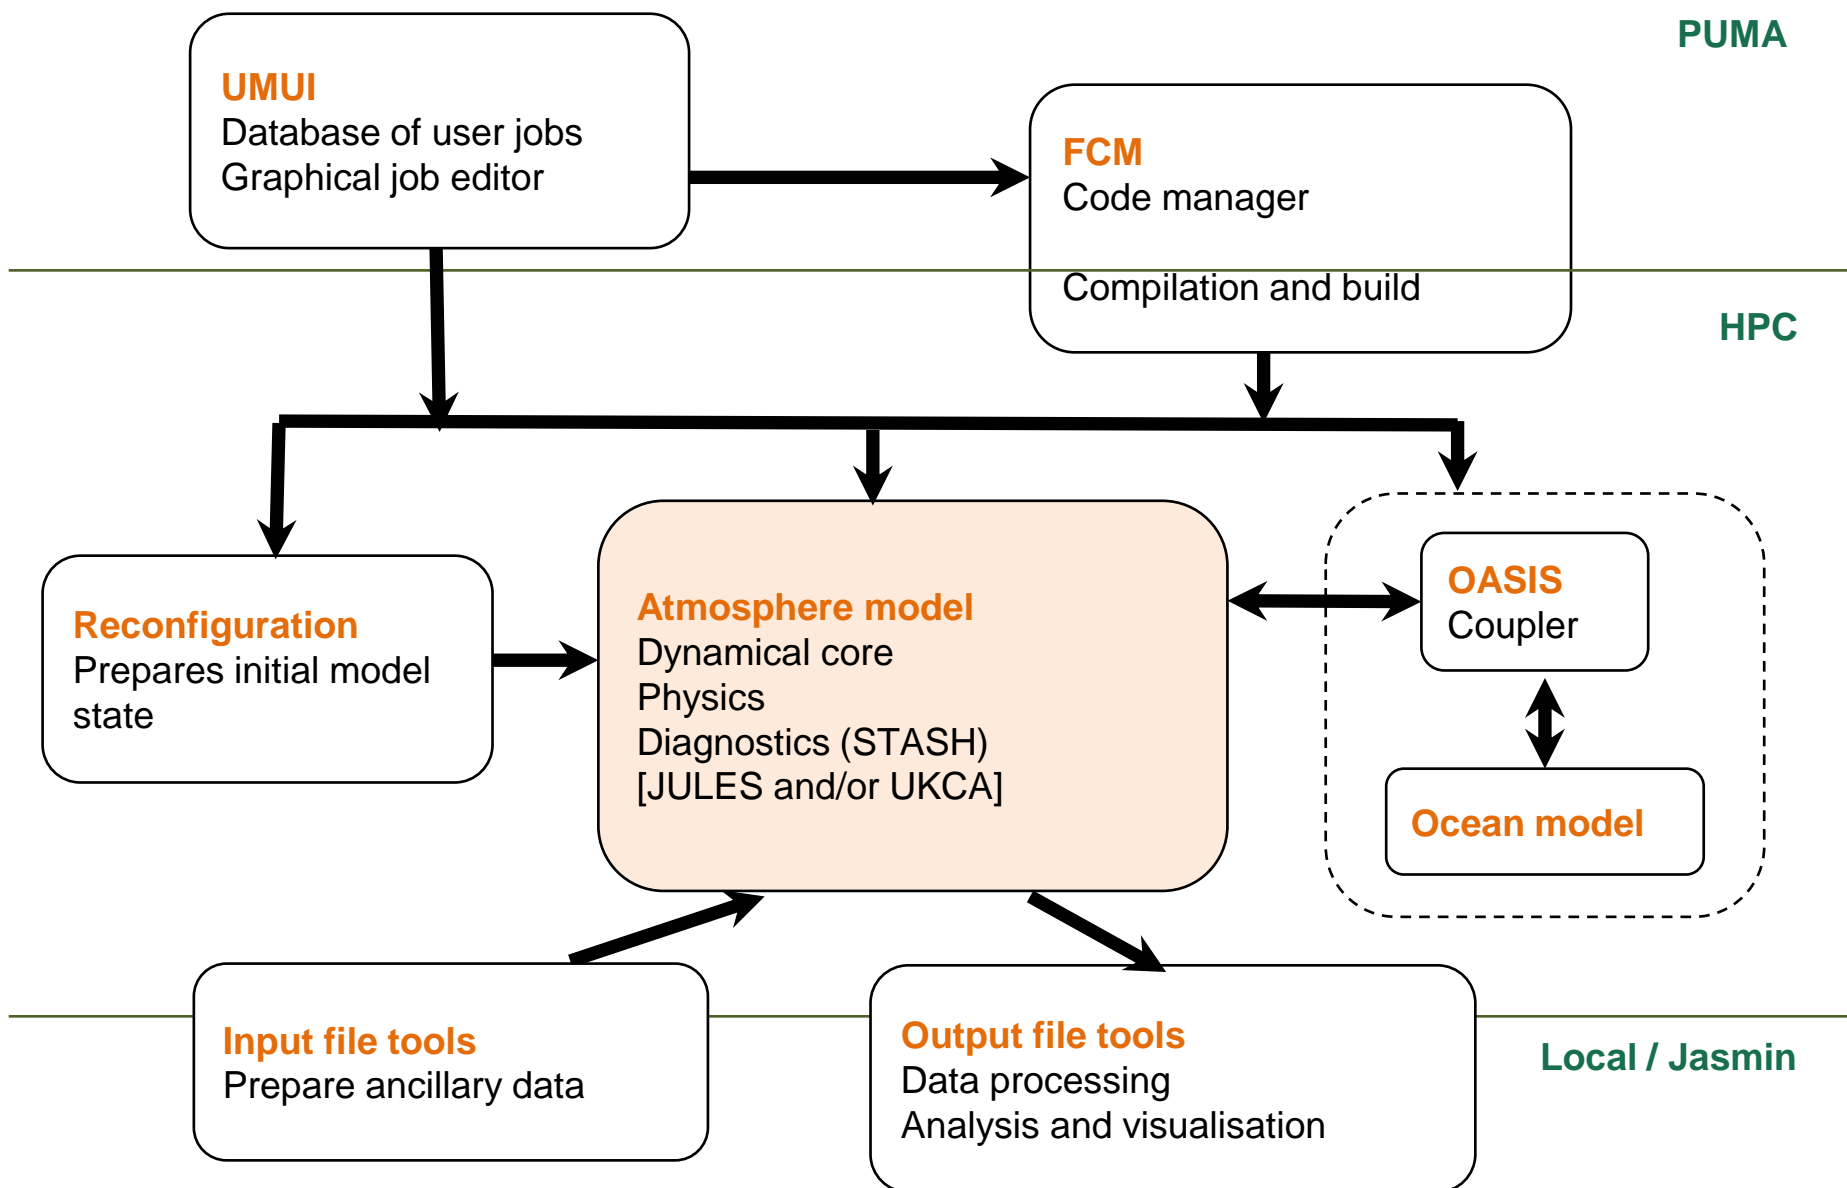 PUMA
UMUI
Database of user jobs
Graphical job editor
FCM
Code manager
Compilation and build
HPC
Reconfiguration
Prepares initial model
state
Atmosphere model
Dynamical core
Physics
Diagnostics (STASH)
[JULES and/or UKCA]
OASIS
Coupler
Ocean model
Input file tools
Prepare ancillary data
Output file tools
Data processing
Analysis and visualisation
Local / Jasmin